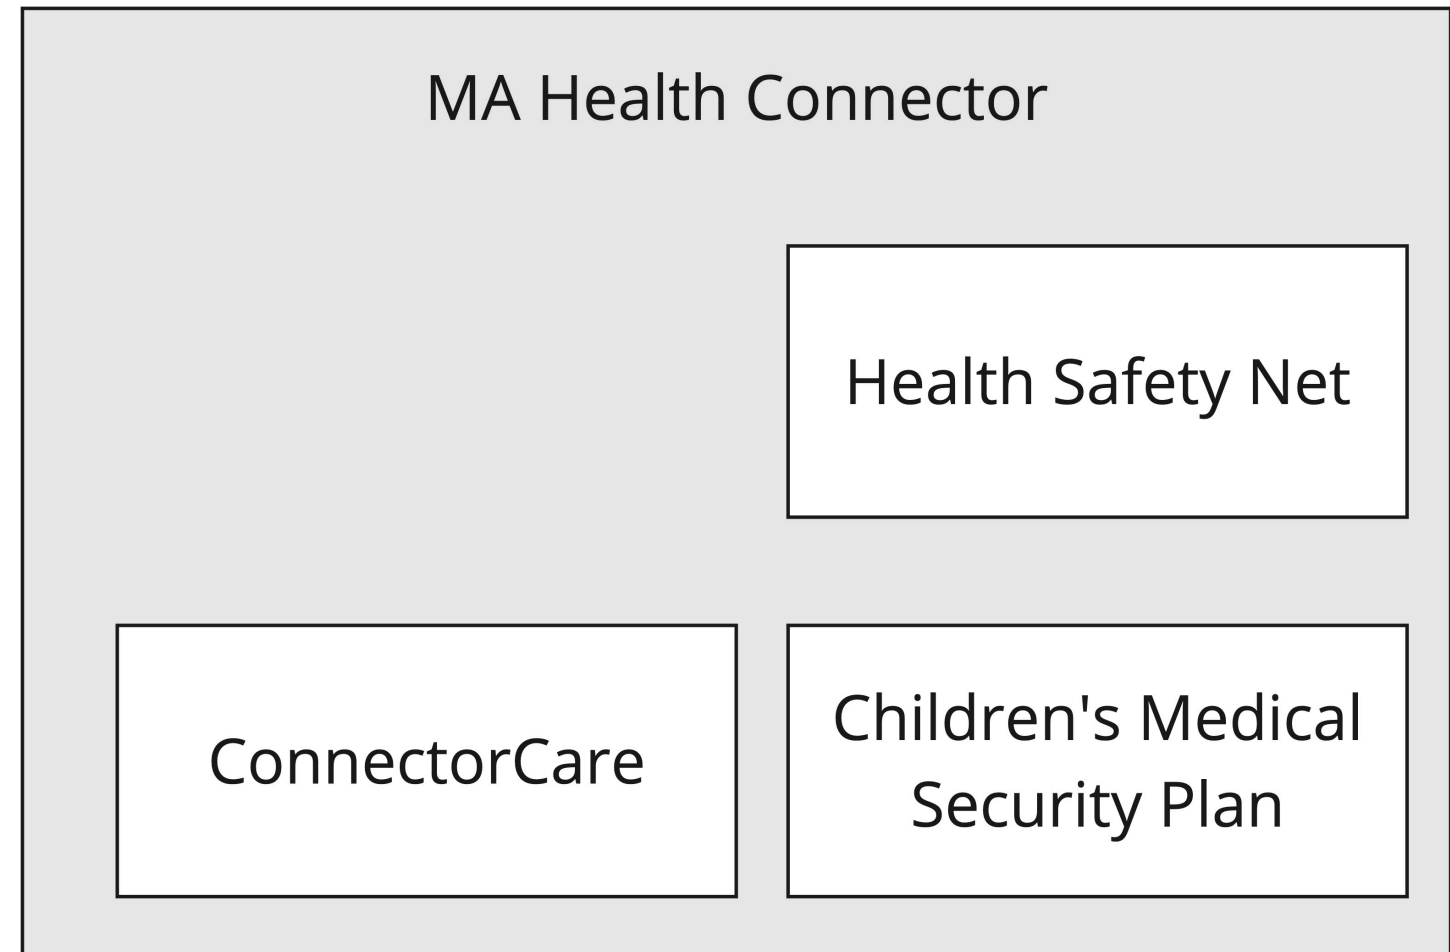 MA Health Connector
Health Safety Net
ConnectorCare
Children's Medical
Security Plan